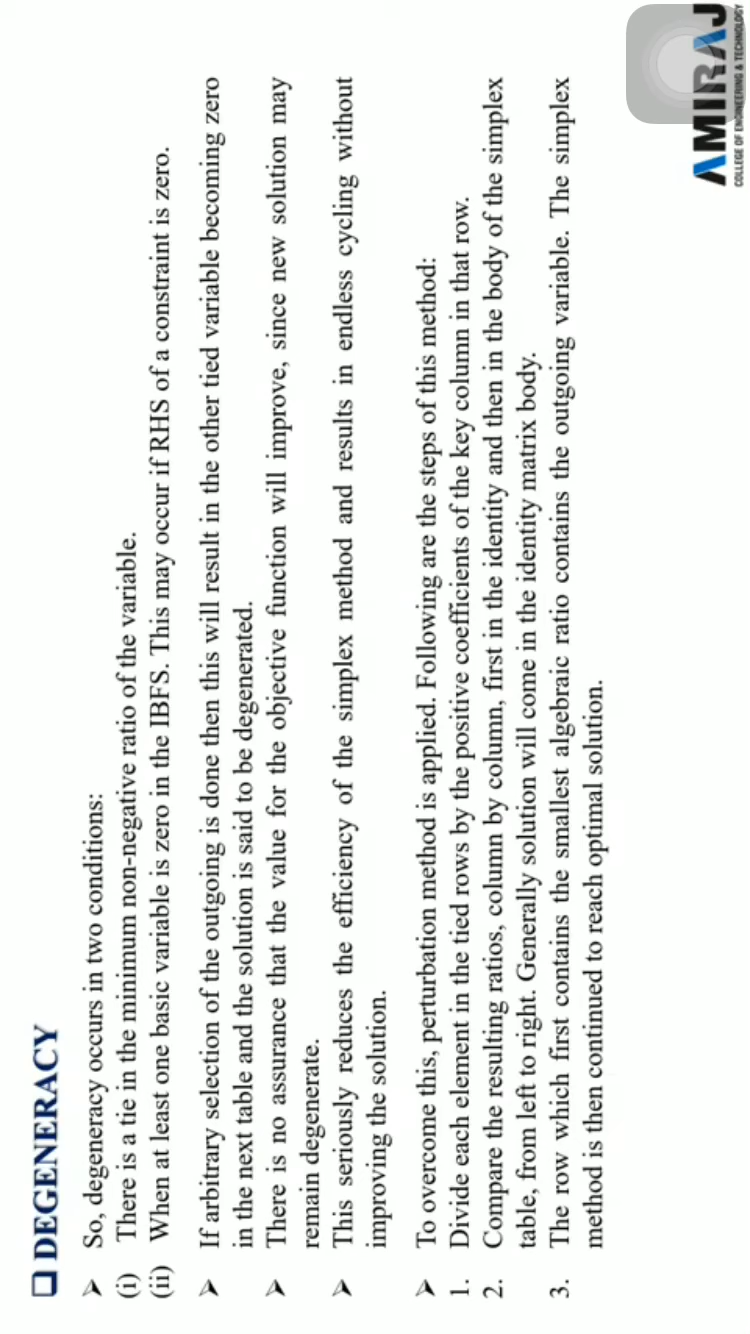 ❑ DEGENERACY
➤ So, degeneracy occurs in two conditions:
(i) There is a tie in the minimum non-negative ratio of the variable.
(ii) When at least one basic variable is zero in the IBFS. This may occur if RHS of a constraint is zero.
➤ If arbitrary selection of the outgoing is done then this will result in the other tied variable becoming zero
in the next table and the solution is said to be degenerated.
➤ There is no assurance that the value for the objective function will improve, since new solution may
remain degenerate.
➤ This seriously reduces the efficiency of the simplex method and results in endless cycling without
improving the solution.
➤ To overcome this, perturbation method is applied. Following are the steps of this method:
1. Divide each element in the tied rows by the positive coefficients of the key column in that row.
2. Compare the resulting ratios, column by column, first in the identity and then in the body of the simplex
table, from left to right. Generally solution will come in the identity matrix body.
3. The row which first contains the smallest algebraic ratio contains the outgoing variable. The simplex
method is then continued to reach optimal solution.
AMIRAJ
COLLEGE OF ENGINEERING & TECHNOLOGY